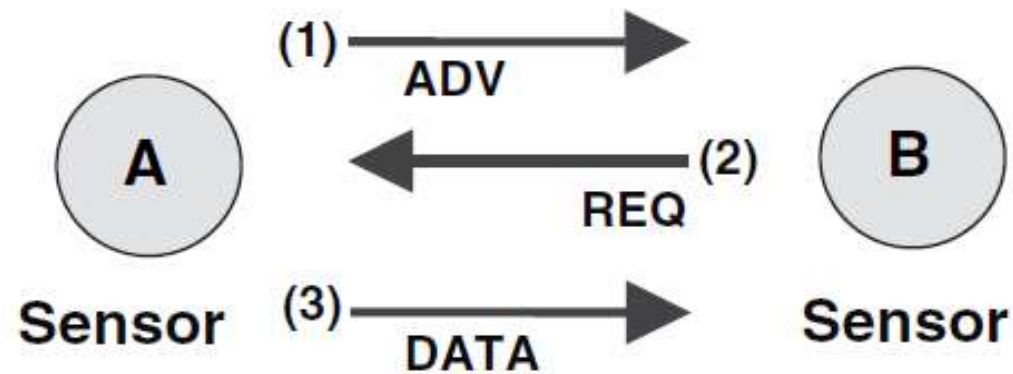 (1)
ADV
A
B
(2)
REQ
Sensor
(3)
Sensor
DATA